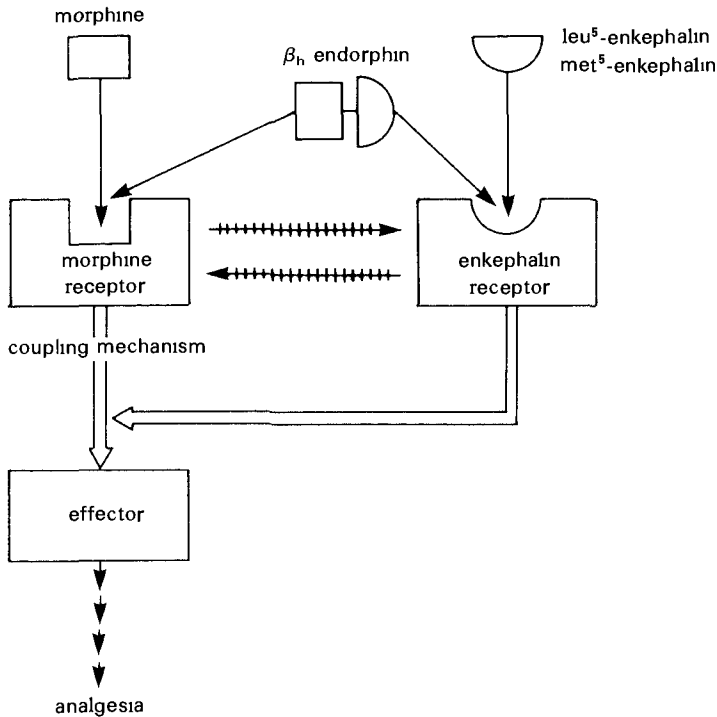 morphine
β_h endorphin
leu⁵-enkephalin
met⁵-enkephalin
morphine
receptor
enkephalin
receptor
coupling mechanism
effector
analgesia